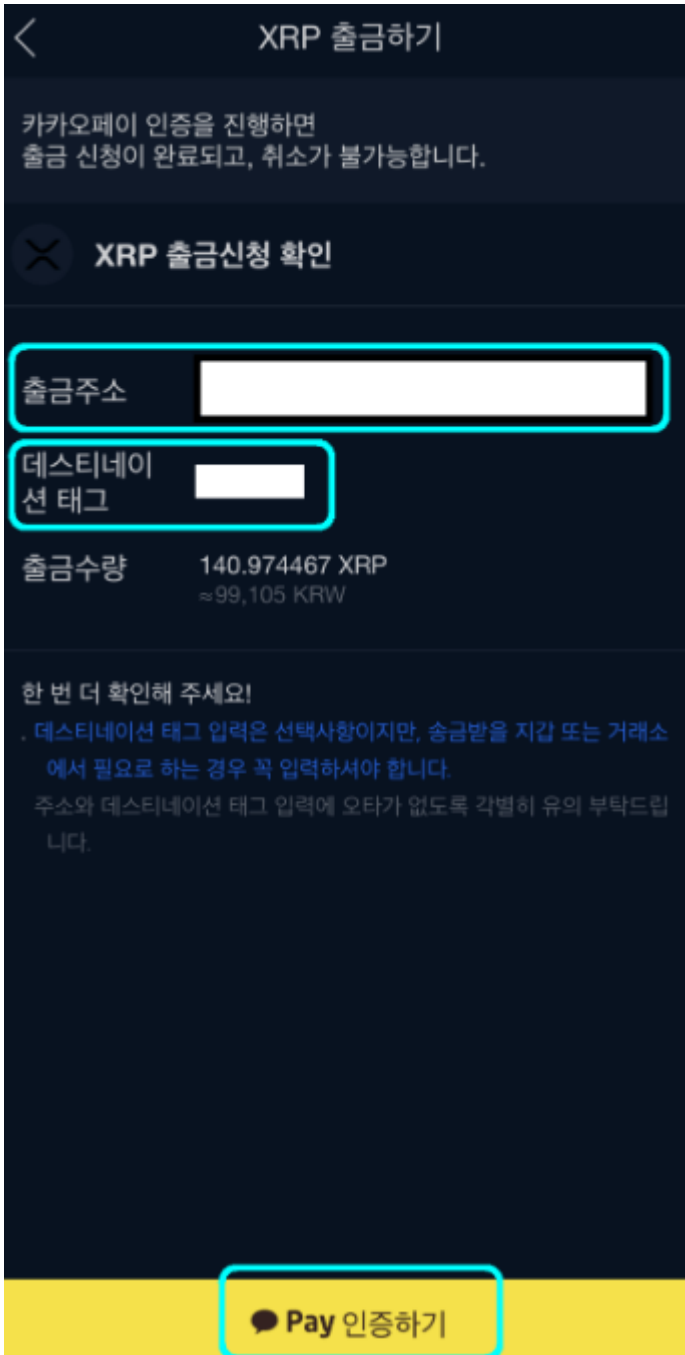 XRP 출금하기
카카오페이 인증을 진행하면
출금 신청이 완료되고, 취소가 불가능합니다.
XRP 출금신청 확인
출금주소
데스티네이
션 태그
출금수량 140.974467 XRP
≈99,105 KRW
한 번 더 확인해 주세요!
. 데스티네이션 태그 입력은 선택사항이지만, 송금받을 지갑 또는 거래소
에서 필요로 하는 경우 꼭 입력하셔야 합니다.
주소와 데스티네이션 태그 입력에 오타가 없도록 각별히 유의 부탁드립
니다.
Pay 인증하기